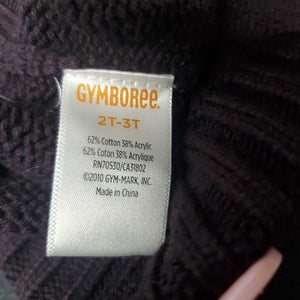 GYMBOREE.
2T-3T
62% Cotton 38% Acrylic
62% Coton 38% Acrylique
RN70530/CA31802
©2010 GYM-MARK, INC.
Made in China